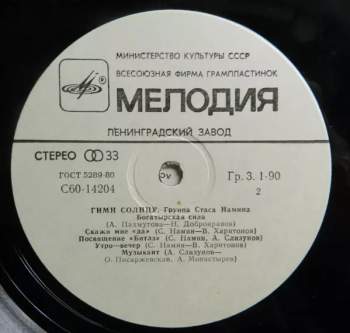 МИНИСТЕРСТВО КУЛЬТУРЫ СССР
ВСЕСОЮЗНАЯ ФИРМА ГРАМПЛАСТИНОК
МЕЛОДИЯ
ЛЕНИНГРАДСКИЙ ЗАВОД
СТЕРЕО 33
ГОСТ 5289-80
Гр. 3. 1-90
С60-14204
2
ГИМН СОЛНЦУ. Группа Стаса Намина
Богатырская сила
(А. Пахмутова—Н. Добронравов)
Скажи мне «да» (С. Намин—В. Харитонов)
Посвящение «Битлз» (С. Намин, А. Слизунов)
Утро—вечер (С. Намин—В. Харитонов)
Музыкант (А. Слизунов—
О. Писаржевская, А. Монастырев)